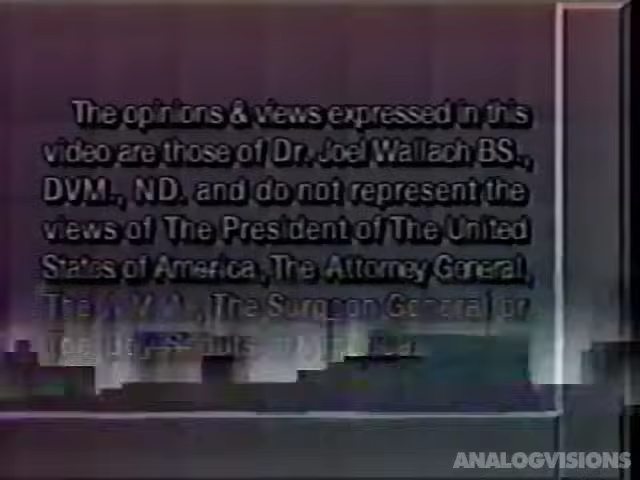 The opinions & views expressed in this
video are those of Dr. Joel Wallach BS.,
DVM., ND. and do not represent the
views of The President of The United
States of America, The Attorney General,
The A.M.A., The Surgeon General or
ANALOGVISIONS